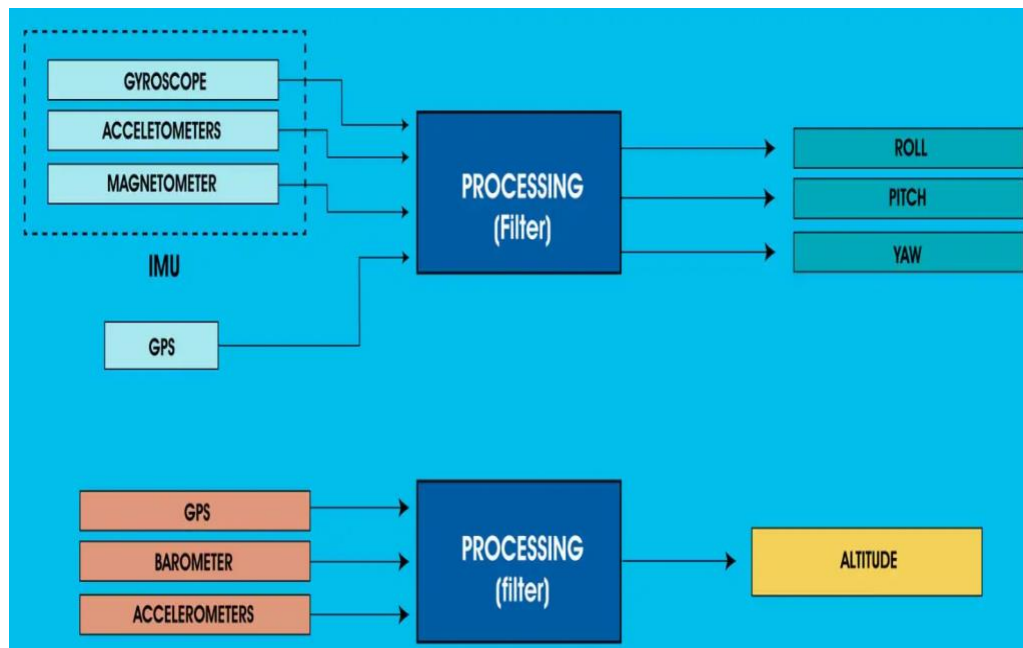 GYROSCOPE
ACCELETOMETERS
MAGNETOMETER
IMU
GPS
PROCESSING
(Filter)
ROLL
PITCH
YAW
GPS
BAROMETER
ACCELEROMETERS
PROCESSING
(filter)
ALTITUDE